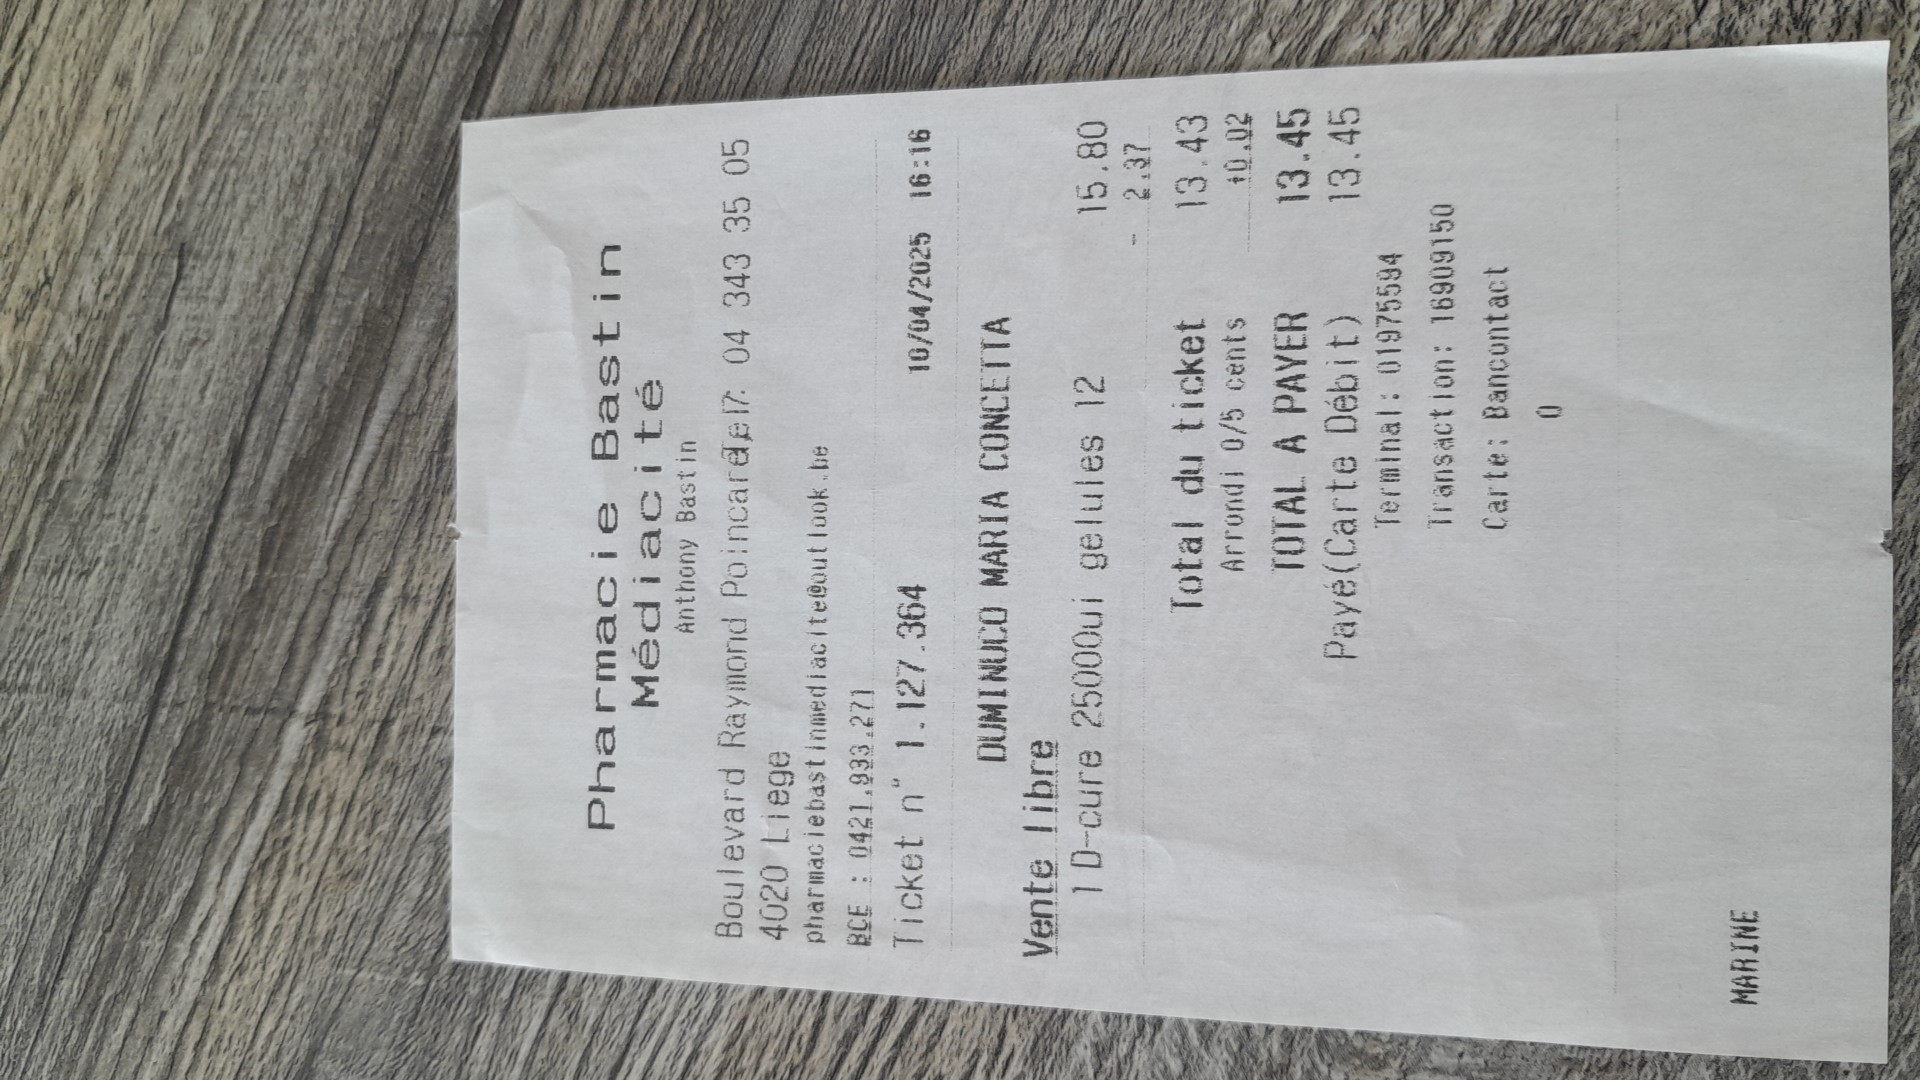 Pharmacie Bastin
Médiacité
Anthony Bastin
Boulevard Raymond Poincaré 17 04 343 35 05
4020 Liege
pharmaciebastinmediacite@outlook.be
BCE : 0421.933.271
Ticket n° 1.127.364 10/04/2025 16:16
DOMINUCO MARIA CONCETTA
Vente libre
1 D-cure 25000ui gelules 12 15.80
- 2.37
Total du ticket 13.43
Arrondi 0/5 cents +0.02
TOTAL A PAYER 13.45
Payé(Carte Débit) 13.45
Terminal: 01975594
Transaction: 16909150
Carte: Bancontact
0
MARINE